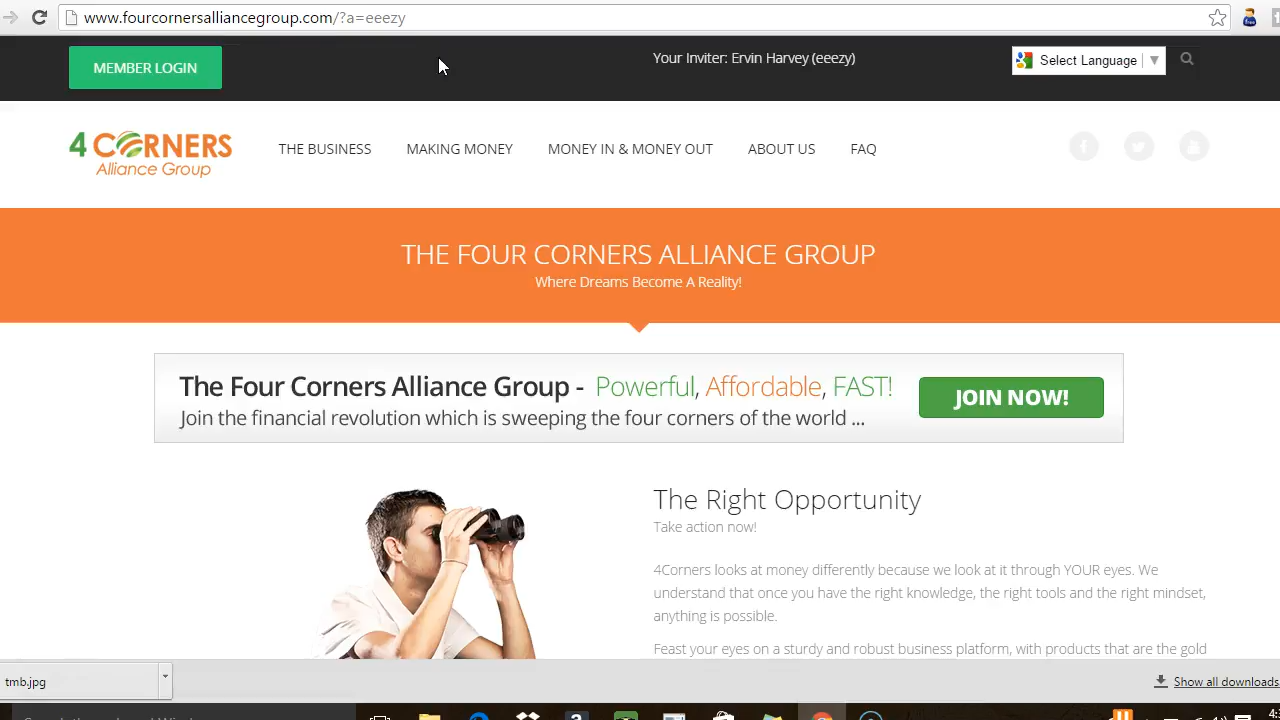 www.fourcornersalliancegroup.com/?a=eeezy
MEMBER LOGIN
Your Inviter: Ervin Harvey (eeezy)
Select Language
4 CORNERS
Alliance Group
THE BUSINESS
MAKING MONEY
MONEY IN & MONEY OUT
ABOUT US
FAQ
THE FOUR CORNERS ALLIANCE GROUP
Where Dreams Become A Reality!
The Four Corners Alliance Group - Powerful, Affordable, FAST!
Join the financial revolution which is sweeping the four corners of the world ...
JOIN NOW!
The Right Opportunity
Take action now!
4Corners looks at money differently because we look at it through YOUR eyes. We
understand that once you have the right knowledge, the right tools and the right mindset,
anything is possible.
Feast your eyes on a sturdy and robust business platform, with products that are the gold
tmb.jpg
Show all downloads